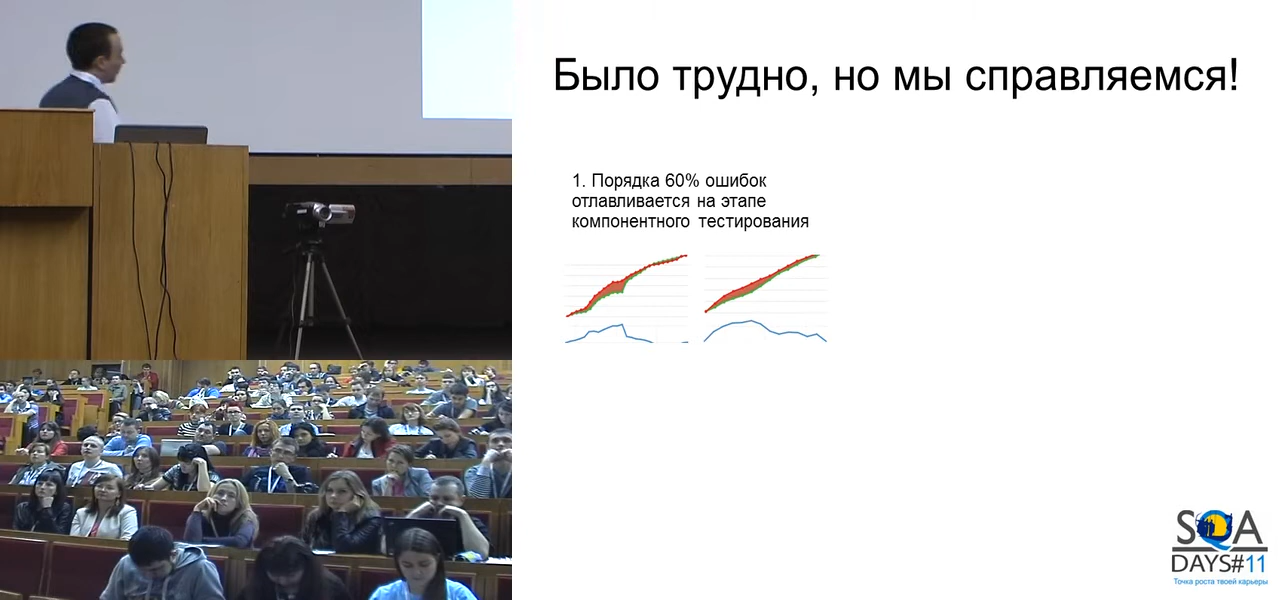 Было трудно, но мы справляемся!
1. Порядка 60% ошибок
отлавливается на этапе
компонентного тестирования
SQA
DAYS#11
Точка роста твоей карьеры